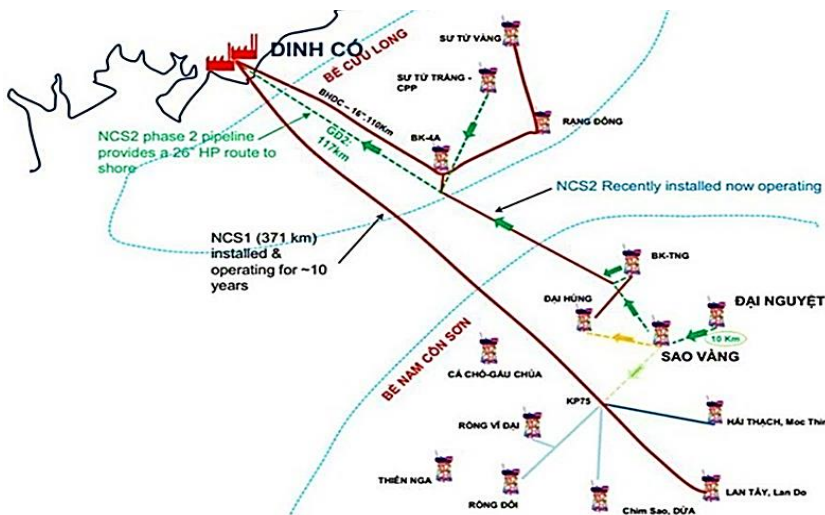 DINH CỐ
BỂ CỬU LONG
SƯ TỬ VÀNG
SƯ TỬ TRẮNG -
CPP
RẠNG ĐÔNG
BHDC – 16",110Km
GD2:
117km
BK-4A
NCS2 phase 2 pipeline
provides a 26" HP route to
shore
NCS2 Recently installed now operating
NCS1 (371 km)
installed &
operating for ~10
years
BK-TNG
ĐẠI HÙNG
ĐẠI NGUYỆT
10 Km
SAO VÀNG
BỂ NAM CÔN SƠN
CÁ CHÓ-GẤU CHÚA
KP75
HẢI THẠCH, Moc Tinh
RỒNG VĨ ĐẠI
THIÊN NGA
RỒNG ĐÔI
Chim Sao, DỪA
LAN TÂY, Lan Do